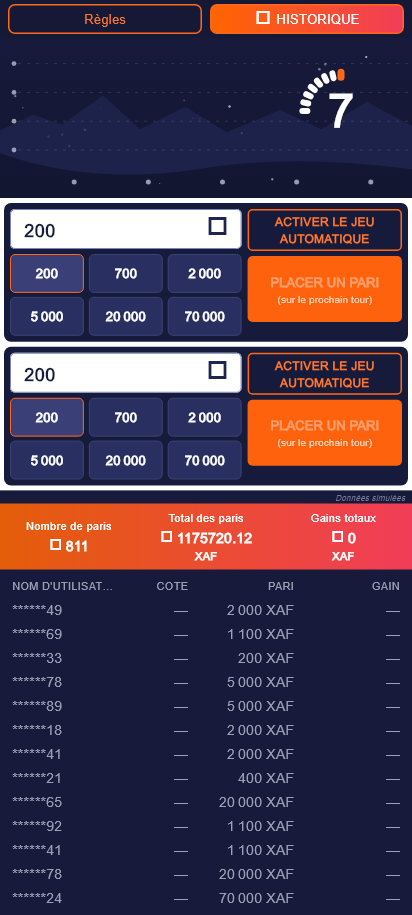 Règles
HISTORIQUE
7
200
ACTIVER LE JEU
AUTOMATIQUE
200
700
2 000
PLACER UN PARI
(sur le prochain tour)
5 000
20 000
70 000
200
ACTIVER LE JEU
AUTOMATIQUE
200
700
2 000
PLACER UN PARI
(sur le prochain tour)
5 000
20 000
70 000
Données simulées
Nombre de paris
811
Total des paris
1175720.12
XAF
Gains totaux
0
XAF
NOM D'UTILISAT... COTE PARI GAIN
******49 — 2 000 XAF —
******69 — 1 100 XAF —
******33 — 200 XAF —
******78 — 5 000 XAF —
******89 — 5 000 XAF —
******18 — 2 000 XAF —
******41 — 2 000 XAF —
******21 — 400 XAF —
******65 — 20 000 XAF —
******92 — 1 100 XAF —
******41 — 1 100 XAF —
******78 — 20 000 XAF —
******24 — 70 000 XAF —